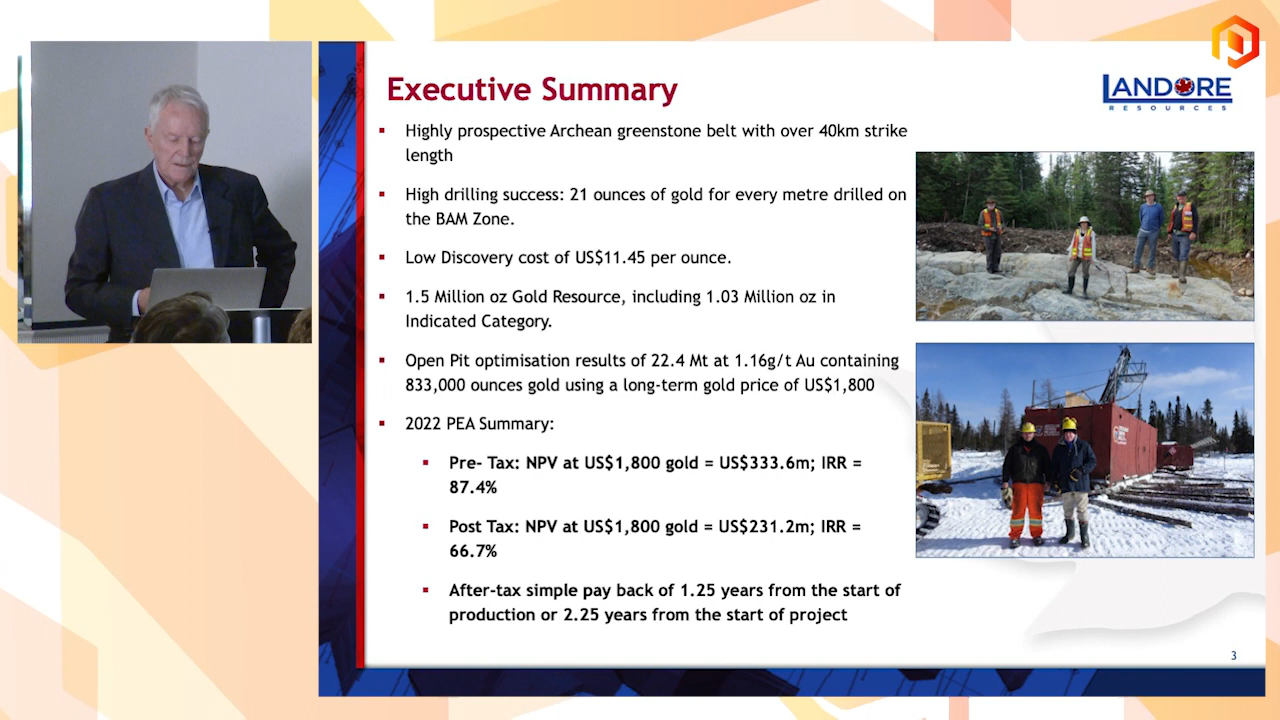 Executive Summary
LANDORE
RESOURCES
▪ Highly prospective Archean greenstone belt with over 40km strike
length
▪ High drilling success: 21 ounces of gold for every metre drilled on
the BAM Zone.
▪ Low Discovery cost of US$11.45 per ounce.
▪ 1.5 Million oz Gold Resource, including 1.03 Million oz in
Indicated Category.
▪ Open Pit optimisation results of 22.4 Mt at 1.16g/t Au containing
833,000 ounces gold using a long-term gold price of US$1,800
▪ 2022 PEA Summary:
▪ Pre- Tax: NPV at US$1,800 gold = US$333.6m; IRR =
87.4%
▪ Post Tax: NPV at US$1,800 gold = US$231.2m; IRR =
66.7%
▪ After-tax simple pay back of 1.25 years from the start of
production or 2.25 years from the start of project
3